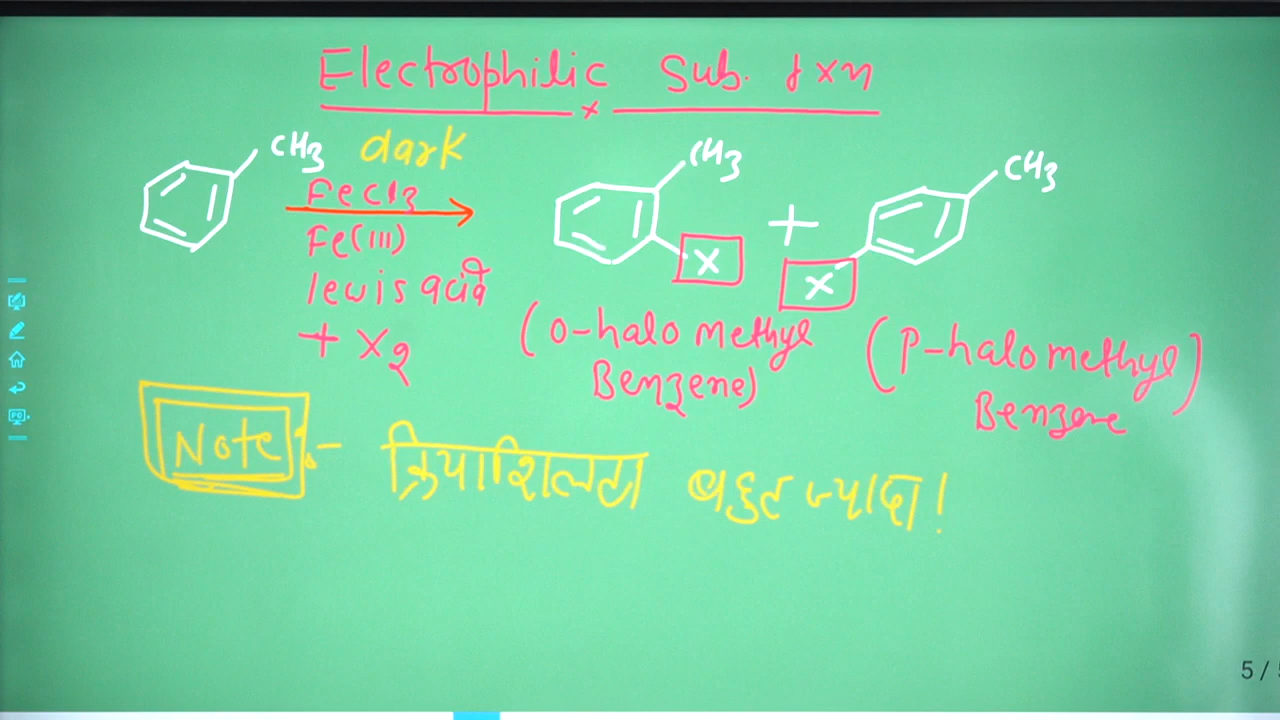 Electrophilic Sub. rxn
CH3 dark CH3 CH3
FeCl3
Fe(III) +
lewis acid X X
+ X2
(o-halo methyl Benzene)
(P-halo methyl) Benzene
Note :- क्रियाशिलता बहुत ज्यादा!
5 / 5